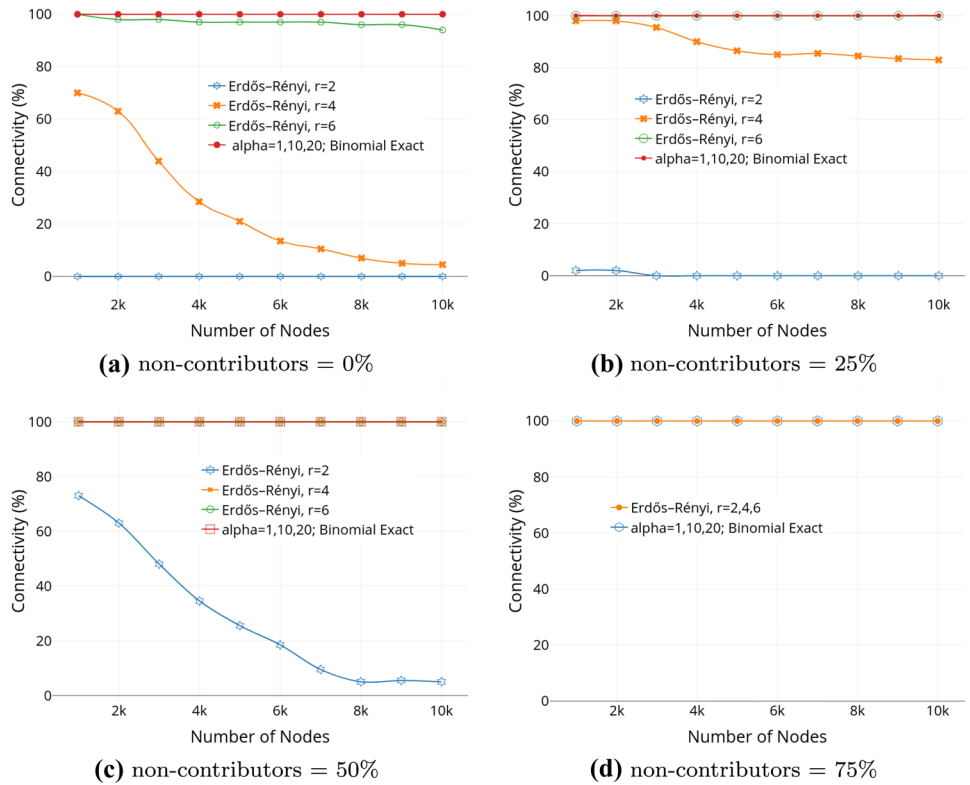 100
80
60
40
20
0
Connectivity (%)
Erdős–Rényi, r=2
Erdős–Rényi, r=4
Erdős–Rényi, r=6
alpha=1,10,20; Binomial Exact
2k 4k 6k 8k 10k
Number of Nodes
(a) non-contributors = 0%
100
80
60
40
20
0
Connectivity (%)
Erdős–Rényi, r=2
Erdős–Rényi, r=4
Erdős–Rényi, r=6
alpha=1,10,20; Binomial Exact
2k 4k 6k 8k 10k
Number of Nodes
(b) non-contributors = 25%
100
80
60
40
20
0
Connectivity (%)
Erdős–Rényi, r=2
Erdős–Rényi, r=4
Erdős–Rényi, r=6
alpha=1,10,20; Binomial Exact
2k 4k 6k 8k 10k
Number of Nodes
(c) non-contributors = 50%
100
80
60
40
20
0
Connectivity (%)
Erdős–Rényi, r=2,4,6
alpha=1,10,20; Binomial Exact
2k 4k 6k 8k 10k
Number of Nodes
(d) non-contributors = 75%